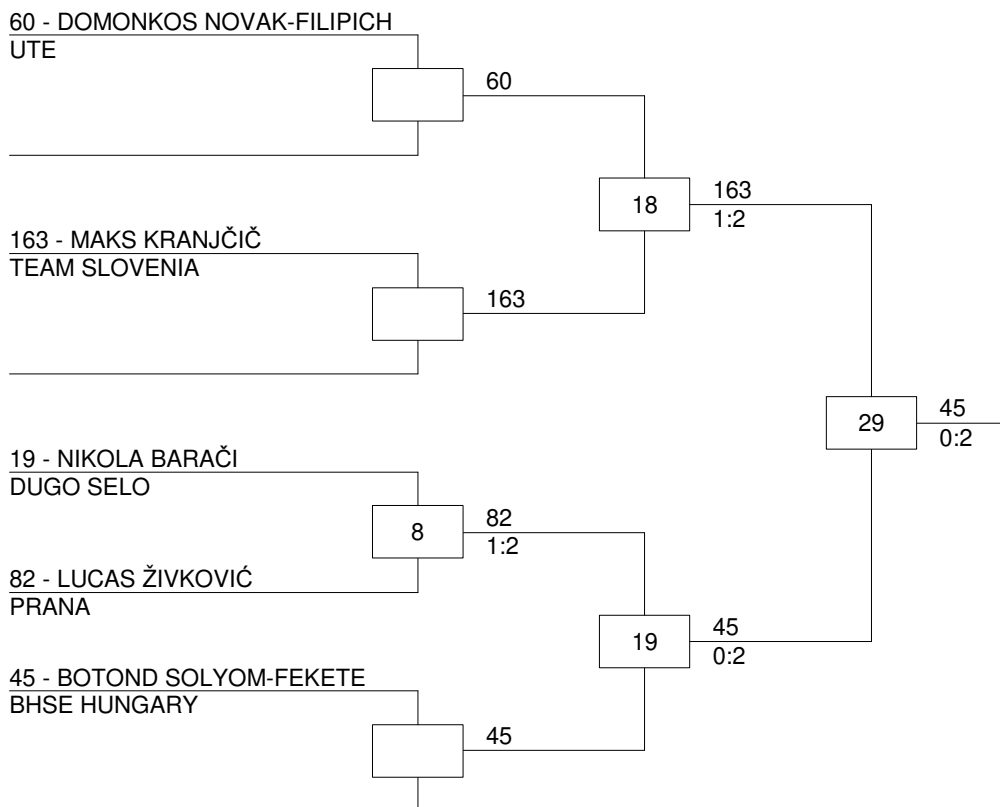 60 - DOMONKOS NOVAK-FILIPICH
UTE
60
18
163
1:2
163 - MAKS KRANJČIČ
TEAM SLOVENIA
163
29
45
0:2
19 - NIKOLA BARAČI
DUGO SELO
8
82
1:2
82 - LUCAS ŽIVKOVIĆ
PRANA
19
45
0:2
45 - BOTOND SOLYOM-FEKETE
BHSE HUNGARY
45